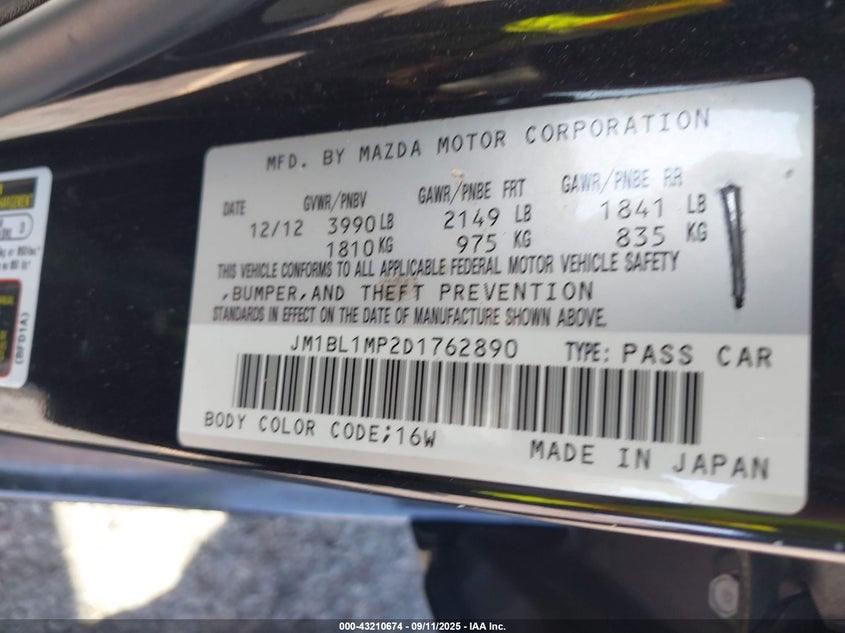 MFD. BY MAZDA MOTOR CORPORATION
DATE GVWR/PNBV GAWR/PNBE FRT GAWR/PNBE RR
12/12 3990 LB 2149 LB 1841 LB
1810 KG 975 KG 835 KG
THIS VEHICLE CONFORMS TO ALL APPLICABLE FEDERAL MOTOR VEHICLE SAFETY
,BUMPER,AND THEFT PREVENTION
STANDARDS IN EFFECT ON THE DATE OF MANUFACTURE SHOWN ABOVE.
JM1BL1MP2D1762890 TYPE: PASS CAR
BODY COLOR CODE;16W
MADE IN JAPAN
(BFD1A)
000-43210674 - 09/11/2025 - IAA Inc.